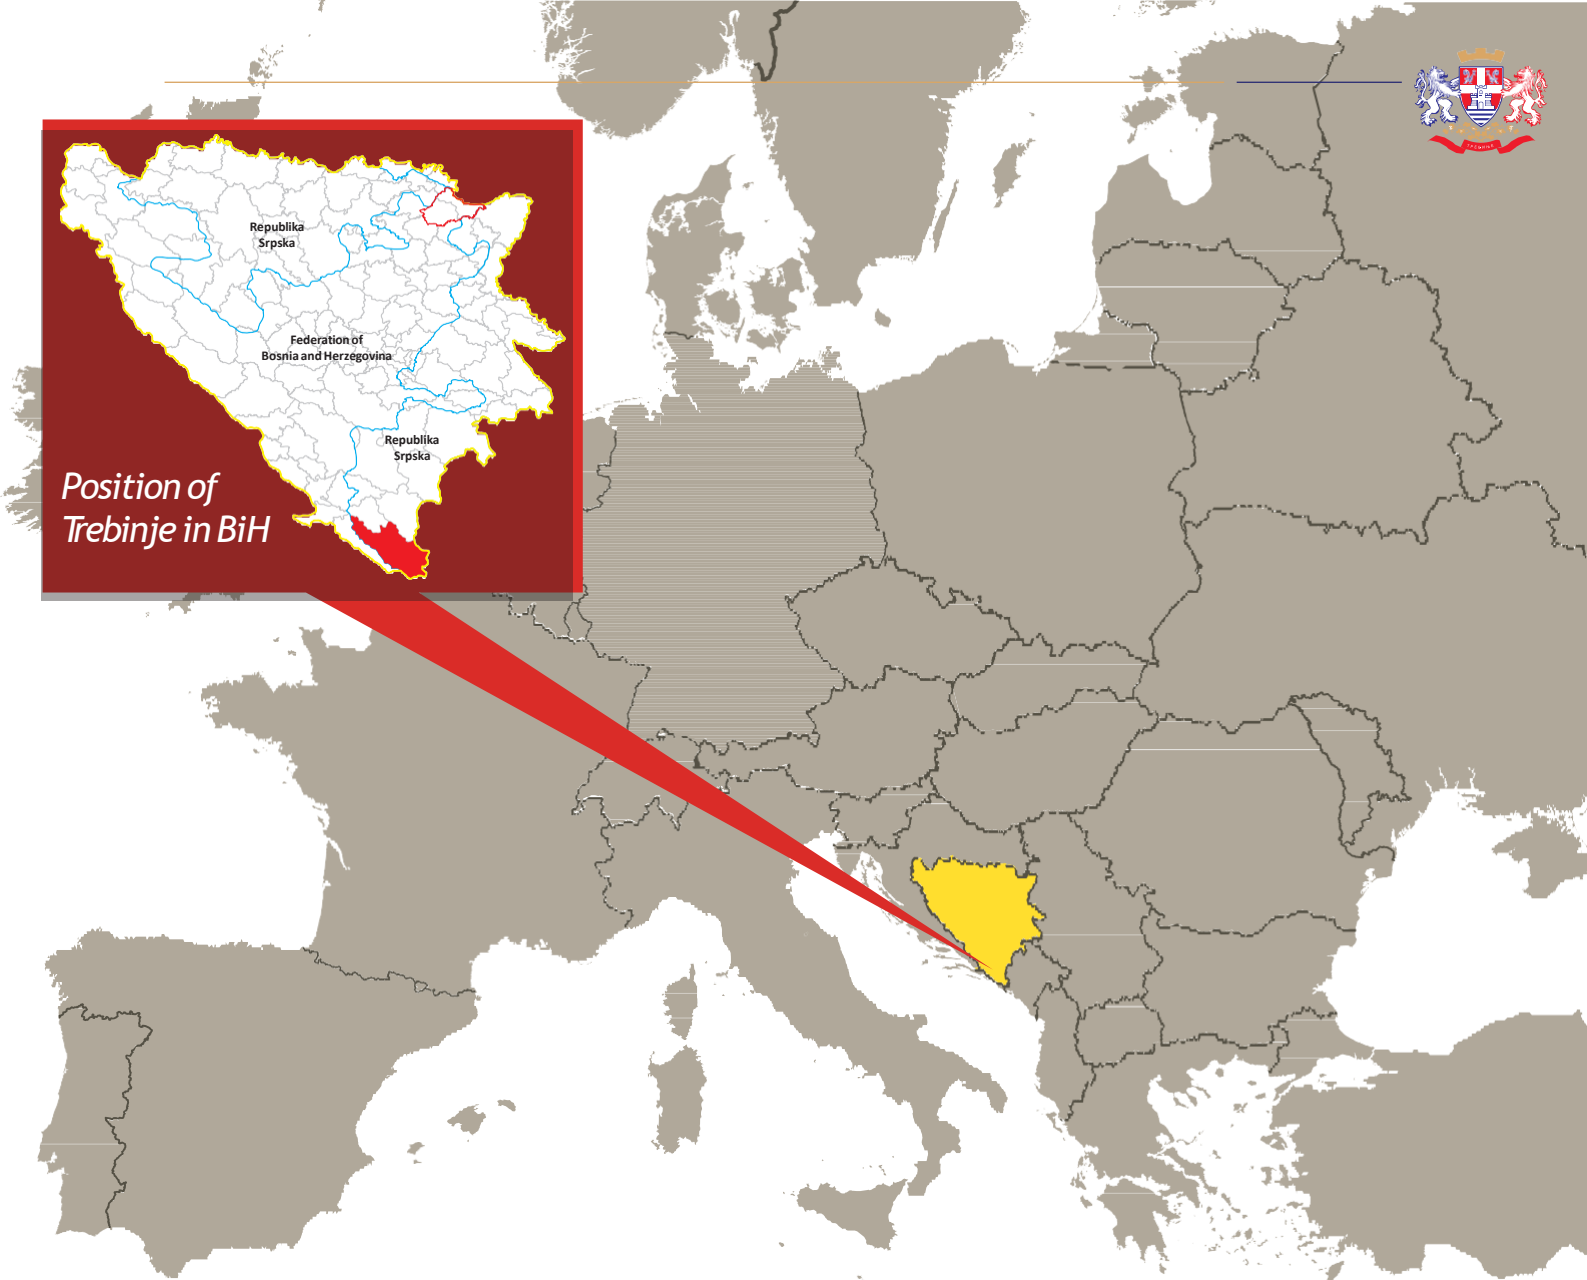 Republika
Srpska
Federation of
Bosnia and Herzegovina
Republika
Srpska
Position of
Trebinje in BiH